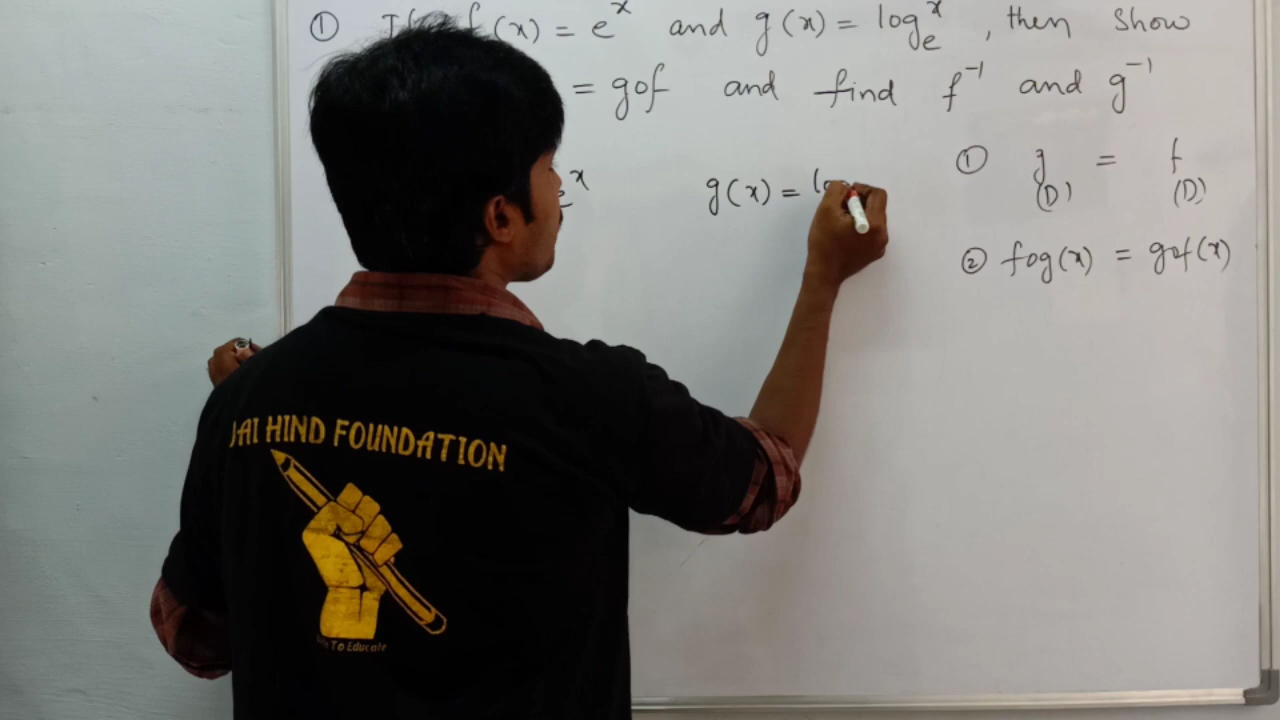 ① If f(x) = e^x and g(x) = log_e^x , then show
= gof and find f^-1 and g^-1
e^x g(x) = lo
① g = f
(D) (D)
② fog(x) = gof(x)
JAI HIND FOUNDATION
To Educate